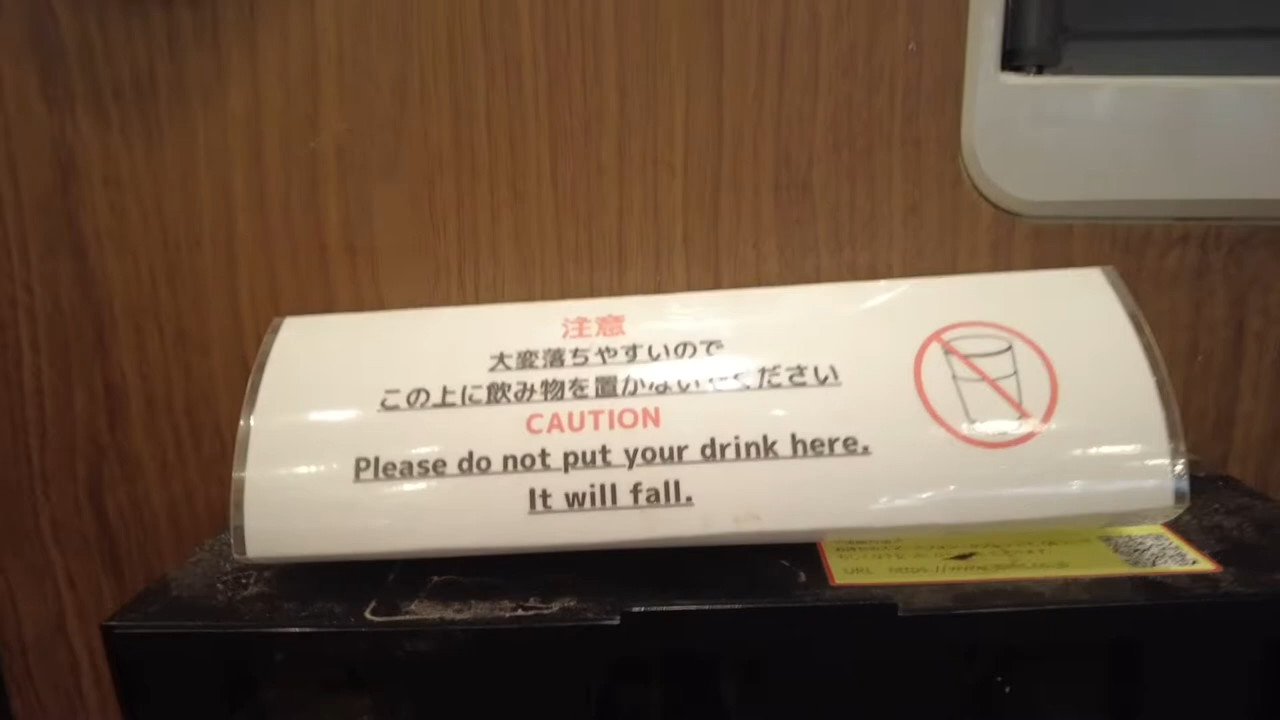 注意
大変落ちやすいので
この上に飲み物を置かないでください
CAUTION
Please do not put your drink here.
It will fall.
URL